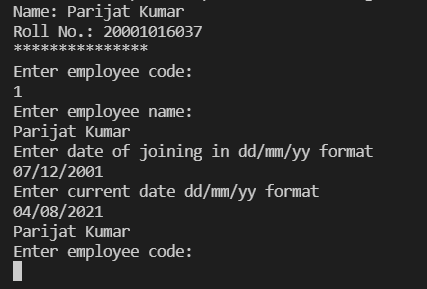 Name: Parijat Kumar
Roll No.: 20001016037
***************
Enter employee code:
1
Enter employee name:
Parijat Kumar
Enter date of joining in dd/mm/yy format
07/12/2001
Enter current date dd/mm/yy format
04/08/2021
Parijat Kumar
Enter employee code: